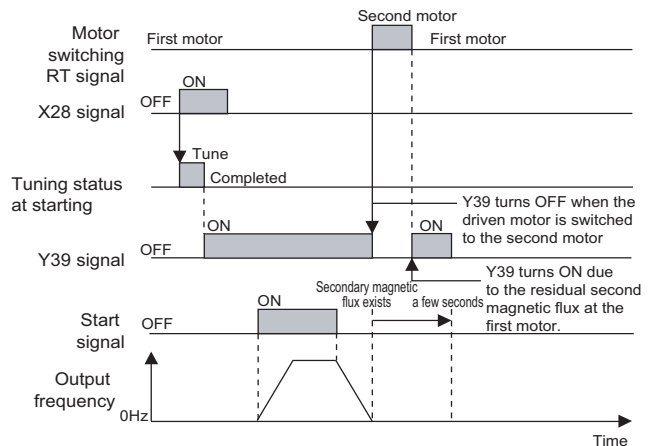 Second motor
Motor
switching
RT signal
First motor
First motor
ON
X28 signal
OFF
Tune
Tuning status
at starting
Completed
Y39 turns OFF when the
driven motor is switched
to the second motor
ON
ON
Y39 signal
OFF
Y39 turns ON due
to the residual second
magnetic flux at the
first motor.
Secondary magnetic
flux exists
a few seconds
ON
Start
signal
OFF
Output
frequency
0Hz
Time